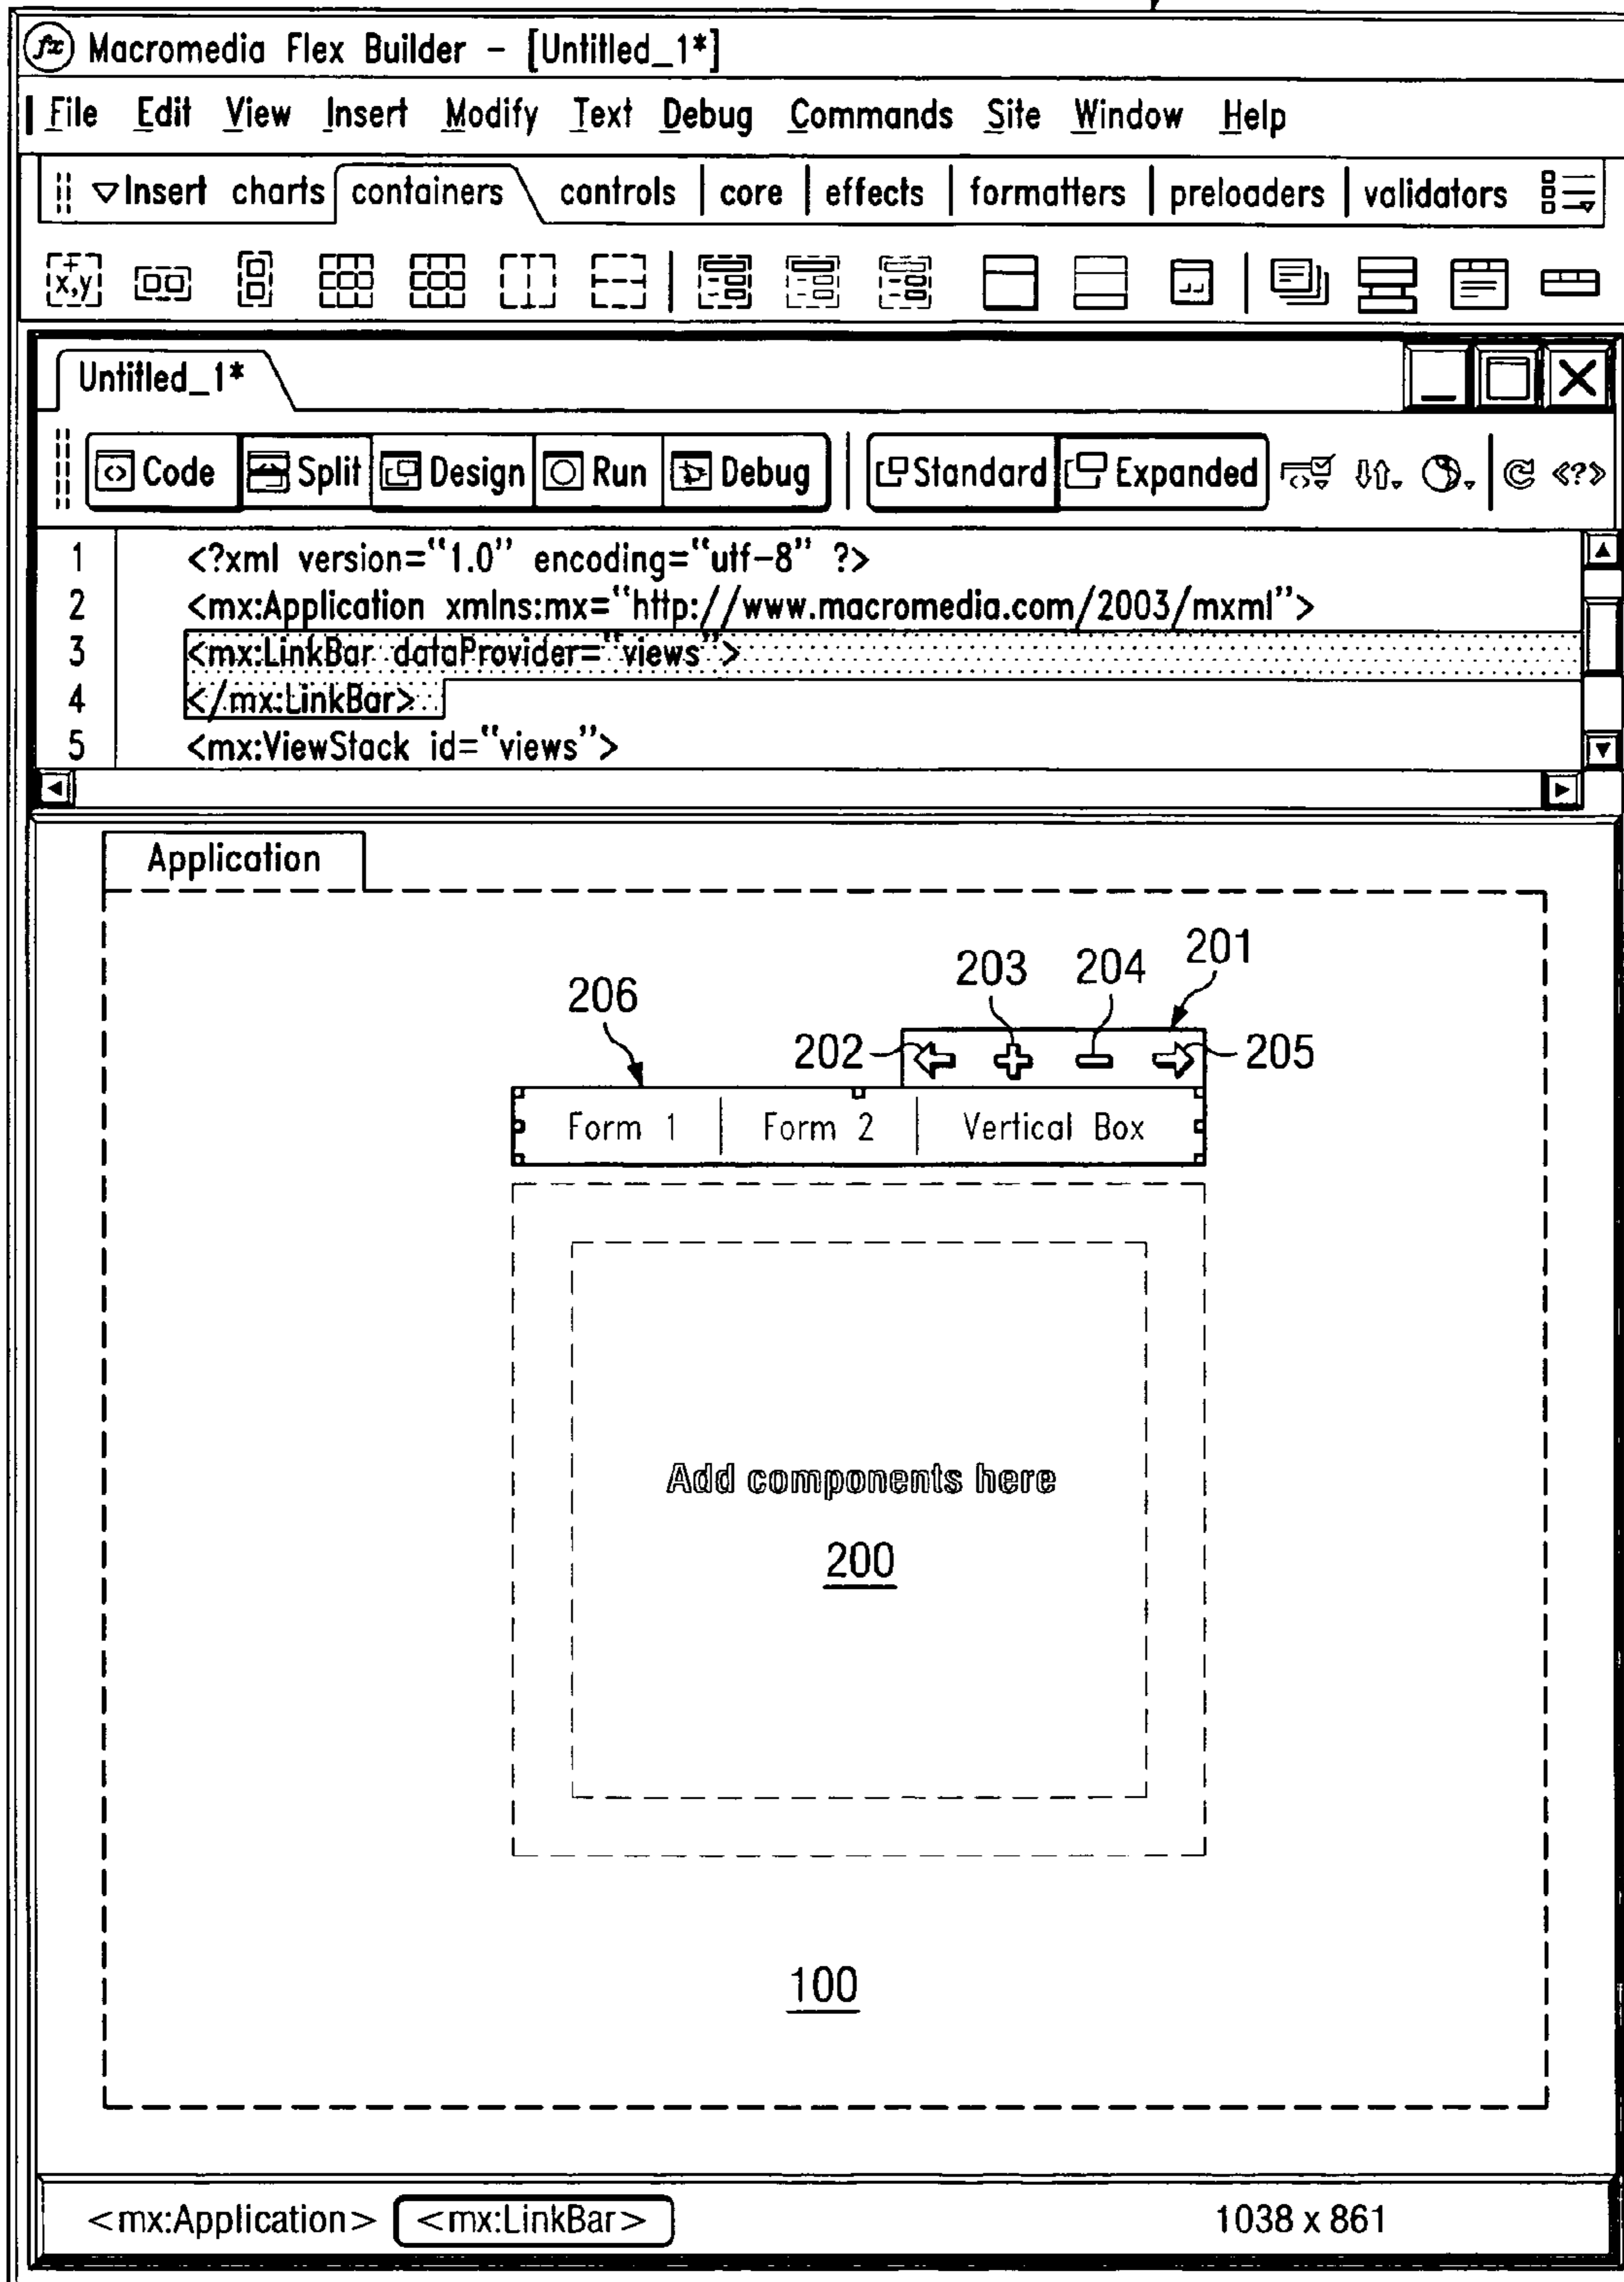 fx Macromedia Flex Builder - [Untitled_1*]
File Edit View Insert Modify Text Debug Commands Site Window Help
Insert charts containers controls core effects formatters preloaders validators
x,y
Untitled_1*
Code Split Design Run Debug Standard Expanded <?>
1 <?xml version="1.0" encoding="utf-8" ?>
2 <mx:Application xmlns:mx="http://www.macromedia.com/2003/mxml">
3 <mx:LinkBar dataProvider="views">
4 </mx:LinkBar>
5 <mx:ViewStack id="views">
Application
201
203 204
206
202 205
Form 1 Form 2 Vertical Box
Add components here
200
100
<mx:Application> <mx:LinkBar> 1038 x 861